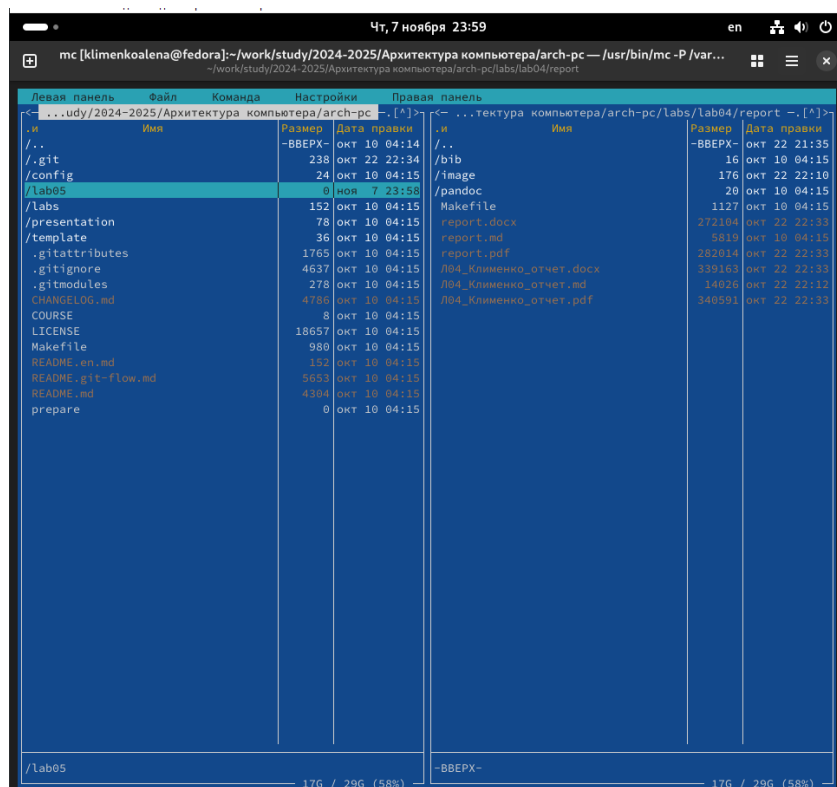 Чт, 7 ноября 23:59 en
mc [klimenkoalena@fedora]:~/work/study/2024-2025/Архитектура компьютера/arch-pc — /usr/bin/mc -P /var…
~/work/study/2024-2025/Архитектура компьютера/arch-pc/labs/lab04/report
Левая панель Файл Команда Настройки Правая панель
<— ...udy/2024-2025/Архитектура компьютера/arch-pc —.[^]> <— ...тектура компьютера/arch-pc/labs/lab04/report —.[^]>
.и Имя Размер Дата правки .и Имя Размер Дата правки
/.. -ВВЕРХ- окт 10 04:14 /.. -ВВЕРХ- окт 22 21:35
/.git 238 окт 22 22:34 /bib 16 окт 10 04:15
/config 24 окт 10 04:15 /image 176 окт 22 22:10
/lab05 0 ноя 7 23:58 /pandoc 20 окт 10 04:15
/labs 152 окт 10 04:15 Makefile 1127 окт 10 04:15
/presentation 78 окт 10 04:15 report.docx 272104 окт 22 22:33
/template 36 окт 10 04:15 report.md 5819 окт 10 04:15
.gitattributes 1765 окт 10 04:15 report.pdf 282014 окт 22 22:33
.gitignore 4637 окт 10 04:15 Л04_Клименко_отчет.docx 339163 окт 22 22:33
.gitmodules 278 окт 10 04:15 Л04_Клименко_отчет.md 14026 окт 22 22:12
CHANGELOG.md 4786 окт 10 04:15 Л04_Клименко_отчет.pdf 340591 окт 22 22:33
COURSE 8 окт 10 04:15
LICENSE 18657 окт 10 04:15
Makefile 980 окт 10 04:15
README.en.md 152 окт 10 04:15
README.git-flow.md 5653 окт 10 04:15
README.md 4304 окт 10 04:15
prepare 0 окт 10 04:15
/lab05 -ВВЕРХ-
17G / 29G (58%) 17G / 29G (58%)